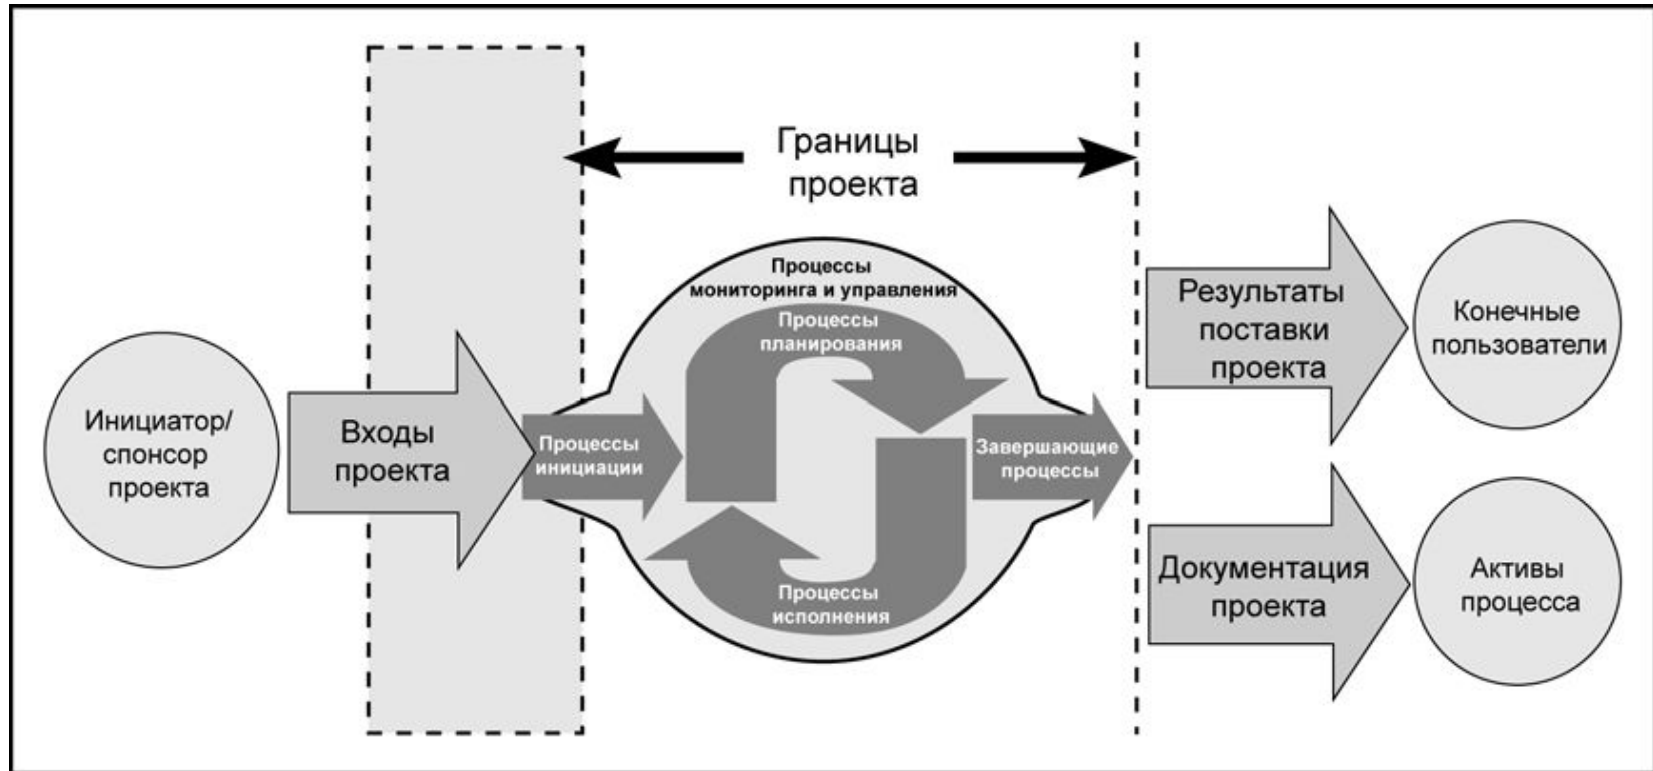 Границы
проекта
Инициатор/
спонсор
проекта
Входы
проекта
Процессы
инициации
Процессы
мониторинга и управления
Процессы
планирования
Процессы
исполнения
Завершающие
процессы
Результаты
поставки
проекта
Конечные
пользователи
Документация
проекта
Активы
процесса